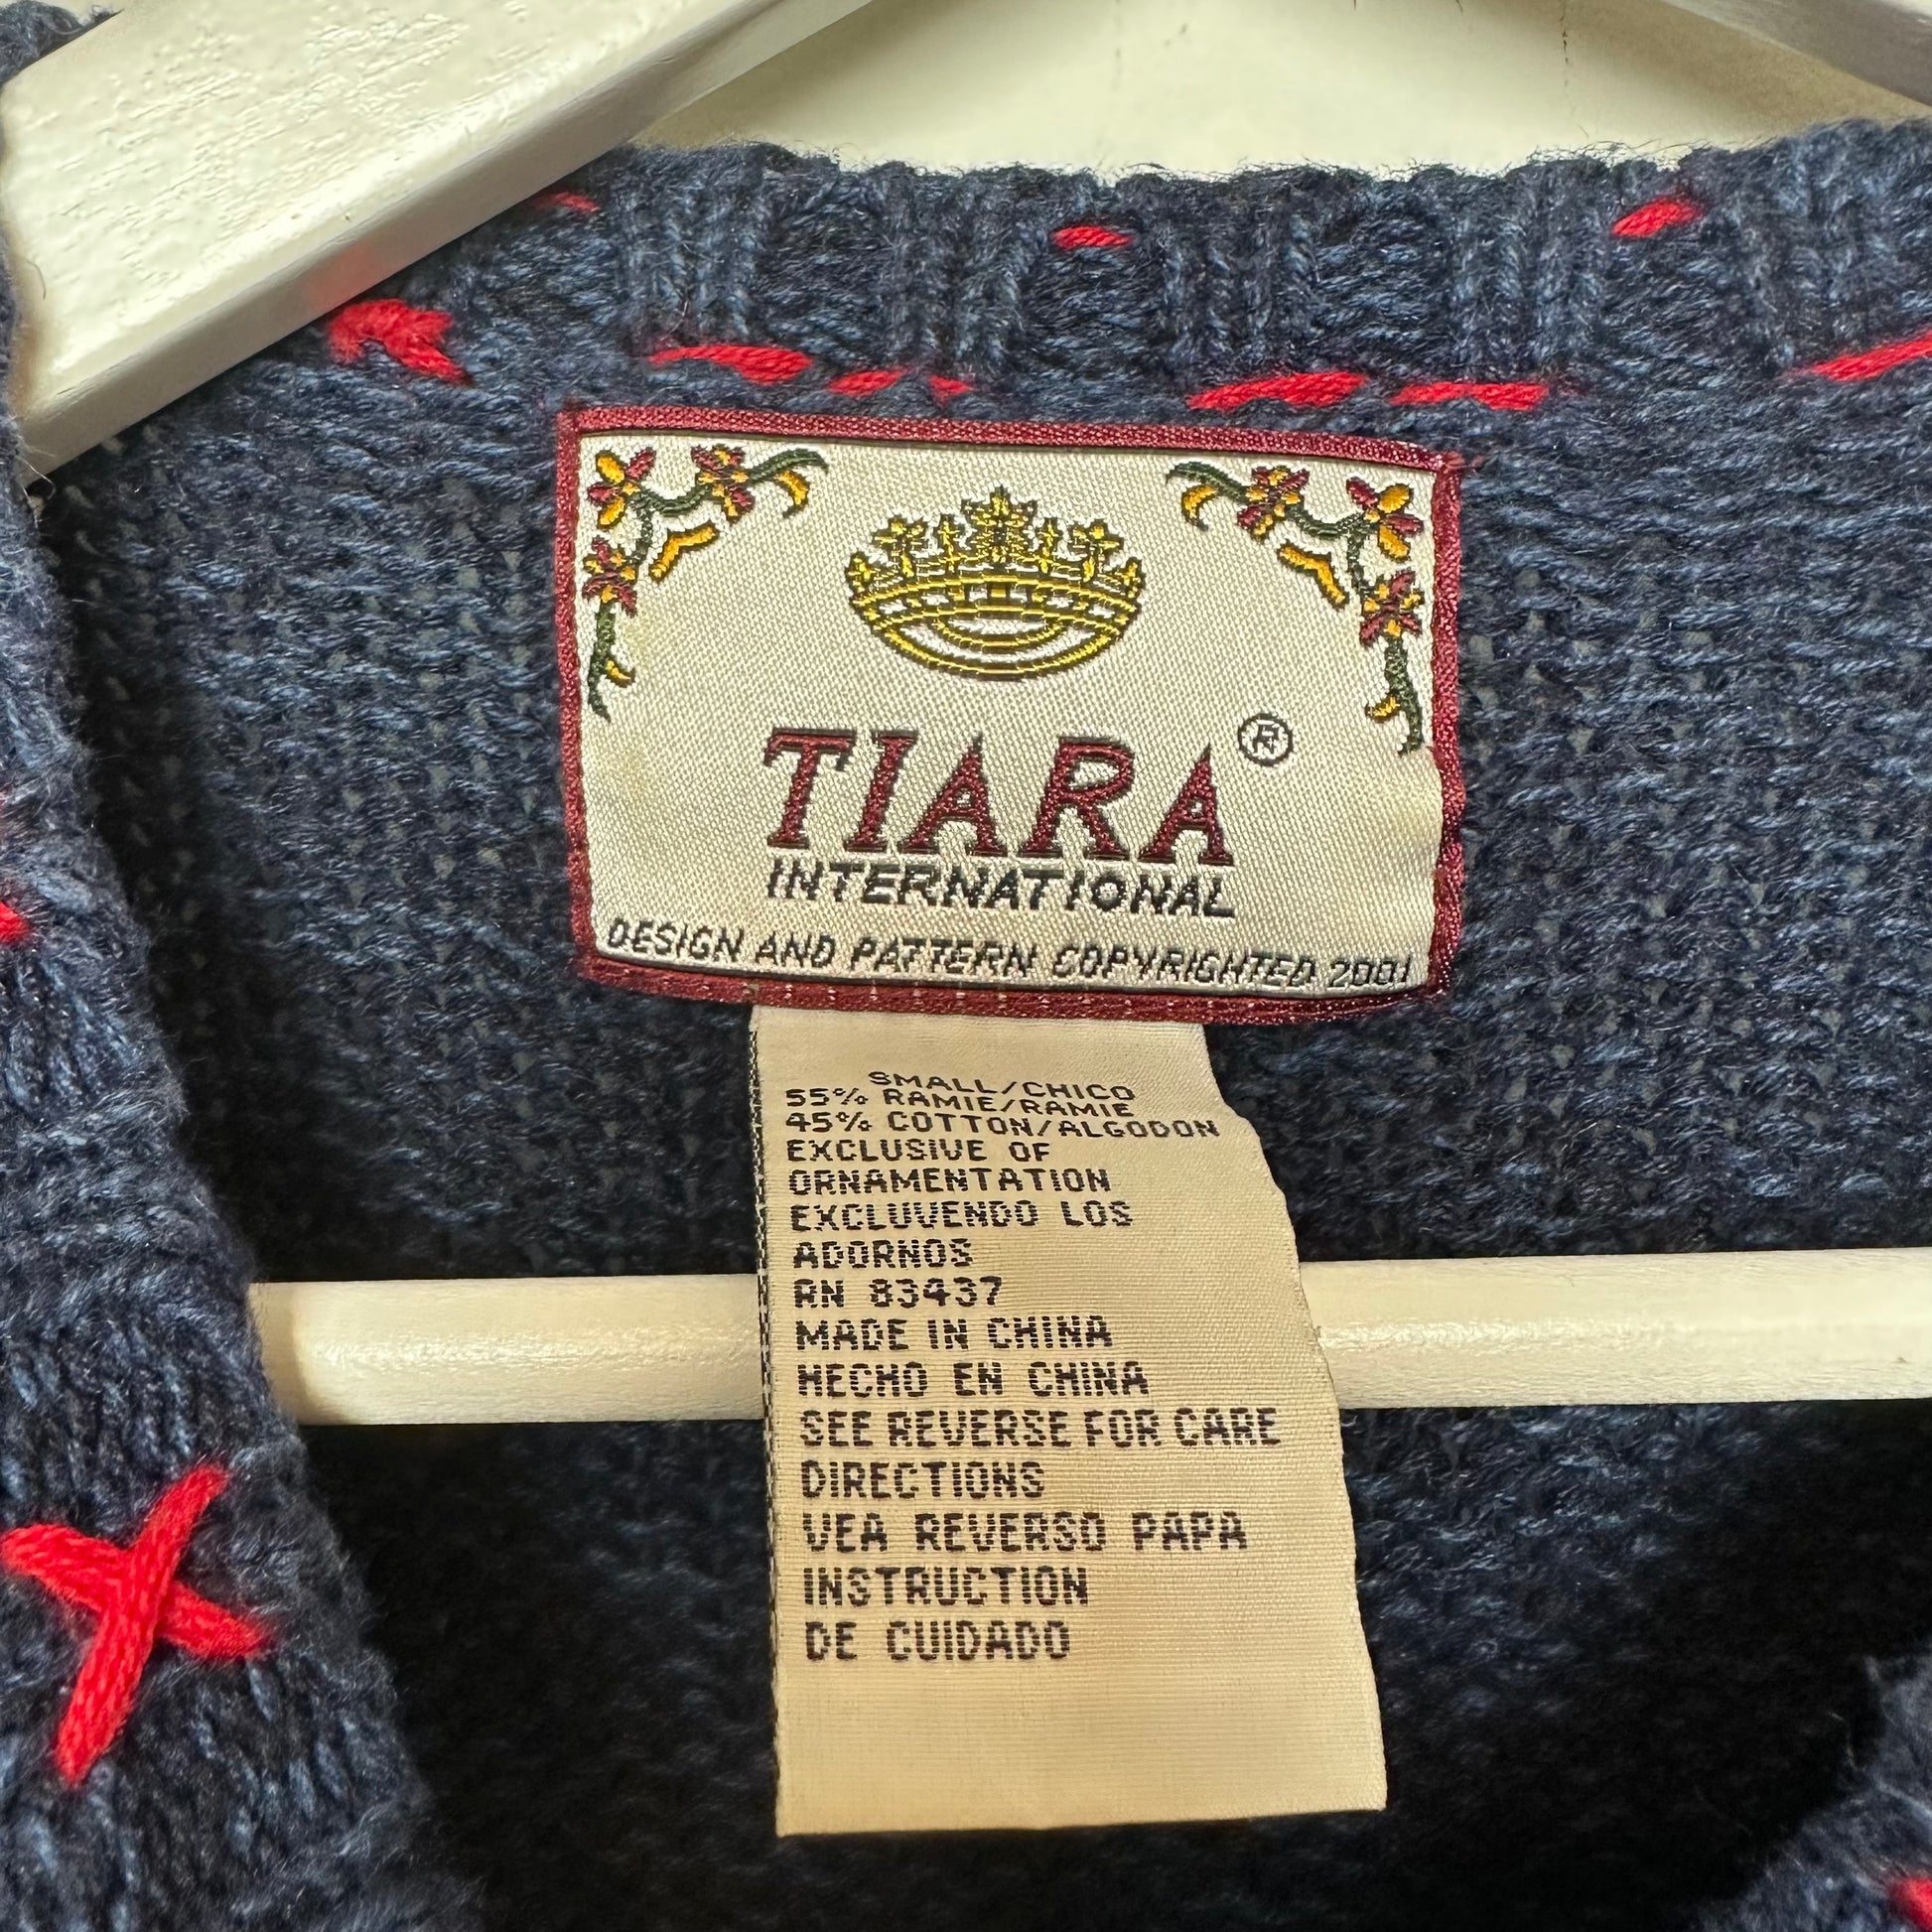 TIARA®
INTERNATIONAL
DESIGN AND PATTERN COPYRIGHTED 2001
SMALL/CHICO
55% RAMIE/RAMIE
45% COTTON/ALGODON
EXCLUSIVE OF
ORNAMENTATION
EXCLUVENDO LOS
ADORNOS
RN 83437
MADE IN CHINA
HECHO EN CHINA
SEE REVERSE FOR CARE
DIRECTIONS
VEA REVERSO PAPA
INSTRUCTION
DE CUIDADO